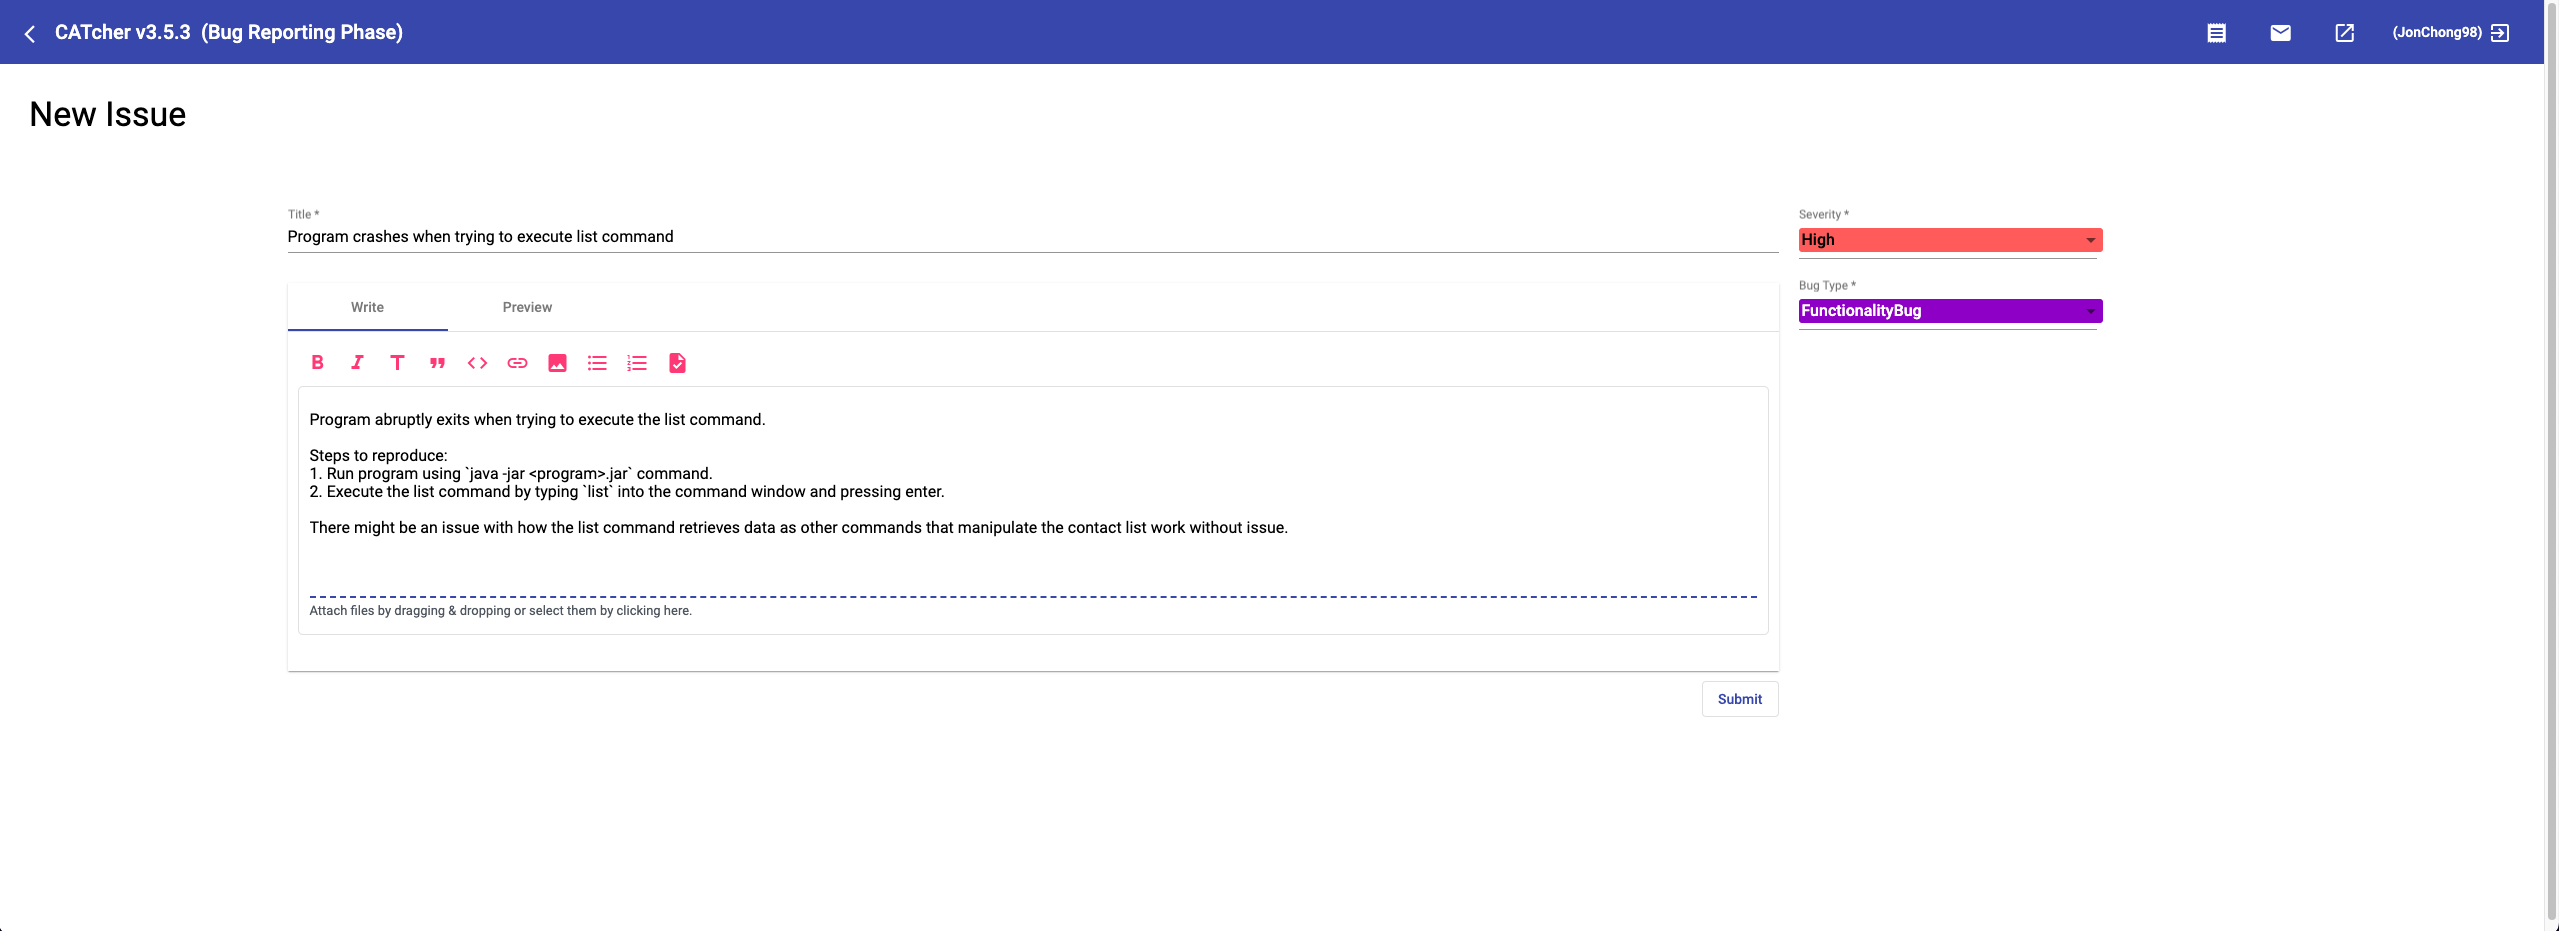 CATcher v3.5.3 (Bug Reporting Phase)
(JonChong98)
New Issue
Title *
Program crashes when trying to execute list command
Severity *
High
Bug Type *
FunctionalityBug
Write
Preview
Program abruptly exits when trying to execute the list command.
Steps to reproduce:
1. Run program using `java -jar <program>.jar` command.
2. Execute the list command by typing `list` into the command window and pressing enter.
There might be an issue with how the list command retrieves data as other commands that manipulate the contact list work without issue.
Attach files by dragging & dropping or select them by clicking here.
Submit